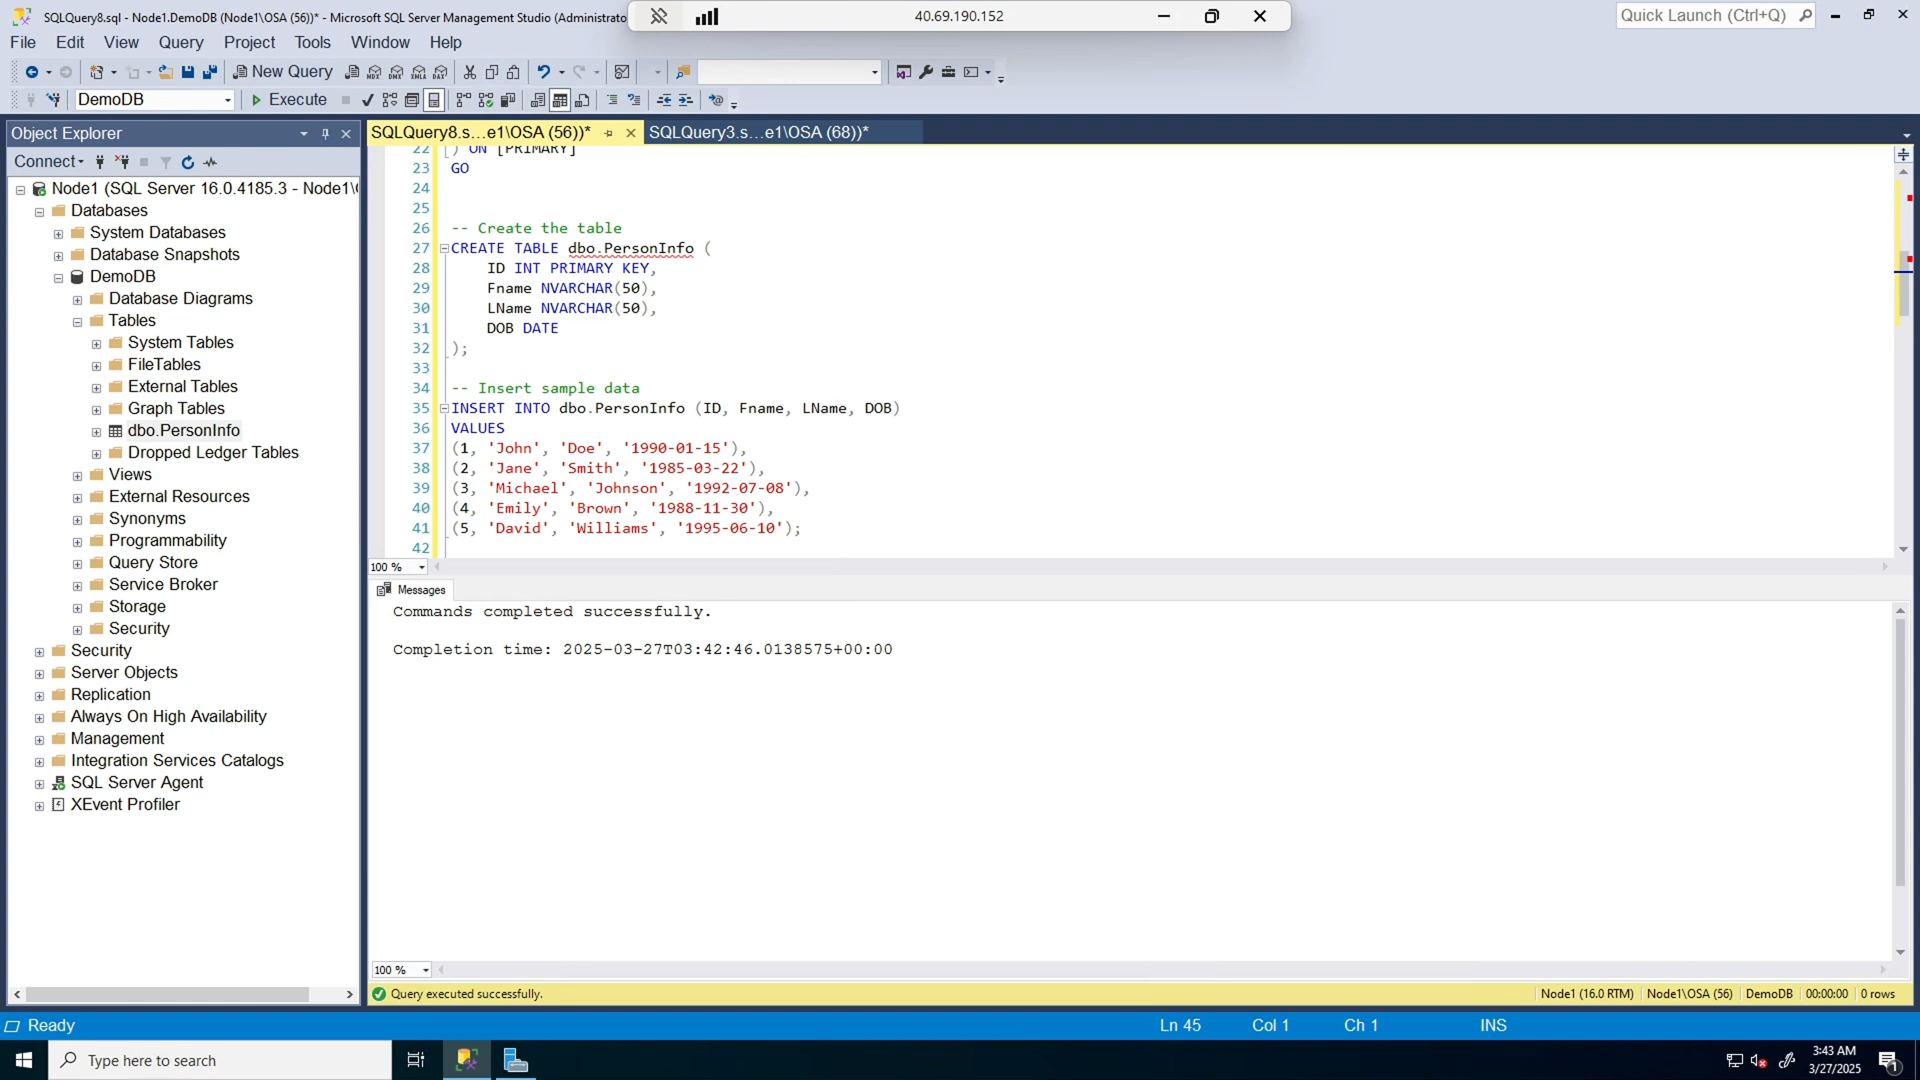 SQLQuery8.sql - Node1.DemoDB (Node1\OSA (56))* - Microsoft SQL Server Management Studio (Administrato
40.69.190.152
Quick Launch (Ctrl+Q)
File Edit View Query Project Tools Window Help
New Query
DemoDB
Execute
Object Explorer
Connect
Node1 (SQL Server 16.0.4185.3 - Node1\
Databases
System Databases
Database Snapshots
DemoDB
Database Diagrams
Tables
System Tables
FileTables
External Tables
Graph Tables
dbo.PersonInfo
Dropped Ledger Tables
Views
External Resources
Synonyms
Programmability
Query Store
Service Broker
Storage
Security
Security
Server Objects
Replication
Always On High Availability
Management
Integration Services Catalogs
SQL Server Agent
XEvent Profiler
SQLQuery8.s...e1\OSA (56))* SQLQuery3.s...e1\OSA (68))*
22 ) ON [PRIMARY]
23 GO
24
25
26 -- Create the table
27 CREATE TABLE dbo.PersonInfo (
28 ID INT PRIMARY KEY,
29 Fname NVARCHAR(50),
30 LName NVARCHAR(50),
31 DOB DATE
32 );
33
34 -- Insert sample data
35 INSERT INTO dbo.PersonInfo (ID, Fname, LName, DOB)
36 VALUES
37 (1, 'John', 'Doe', '1990-01-15'),
38 (2, 'Jane', 'Smith', '1985-03-22'),
39 (3, 'Michael', 'Johnson', '1992-07-08'),
40 (4, 'Emily', 'Brown', '1988-11-30'),
41 (5, 'David', 'Williams', '1995-06-10');
42
100 %
Messages
Commands completed successfully.
Completion time: 2025-03-27T03:42:46.0138575+00:00
100 %
Query executed successfully.
Node1 (16.0 RTM) Node1\OSA (56) DemoDB 00:00:00 0 rows
Ready
Ln 45 Col 1 Ch 1 INS
Type here to search
3:43 AM
3/27/2025
1